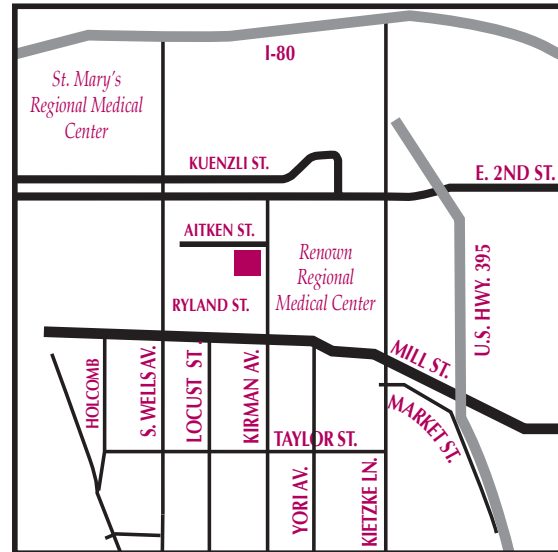 I-80
St. Mary's
Regional Medical
Center
KUENZLI ST.
E. 2ND ST.
AITKEN ST.
Renown
Regional
Medical Center
RYLAND ST.
U.S. HWY. 395
MILL ST.
MARKET ST.
HOLCOMB
S. WELLS AV.
LOCUST ST.
KIRMAN AV.
TAYLOR ST.
YORI AV.
KIETZKE LN.